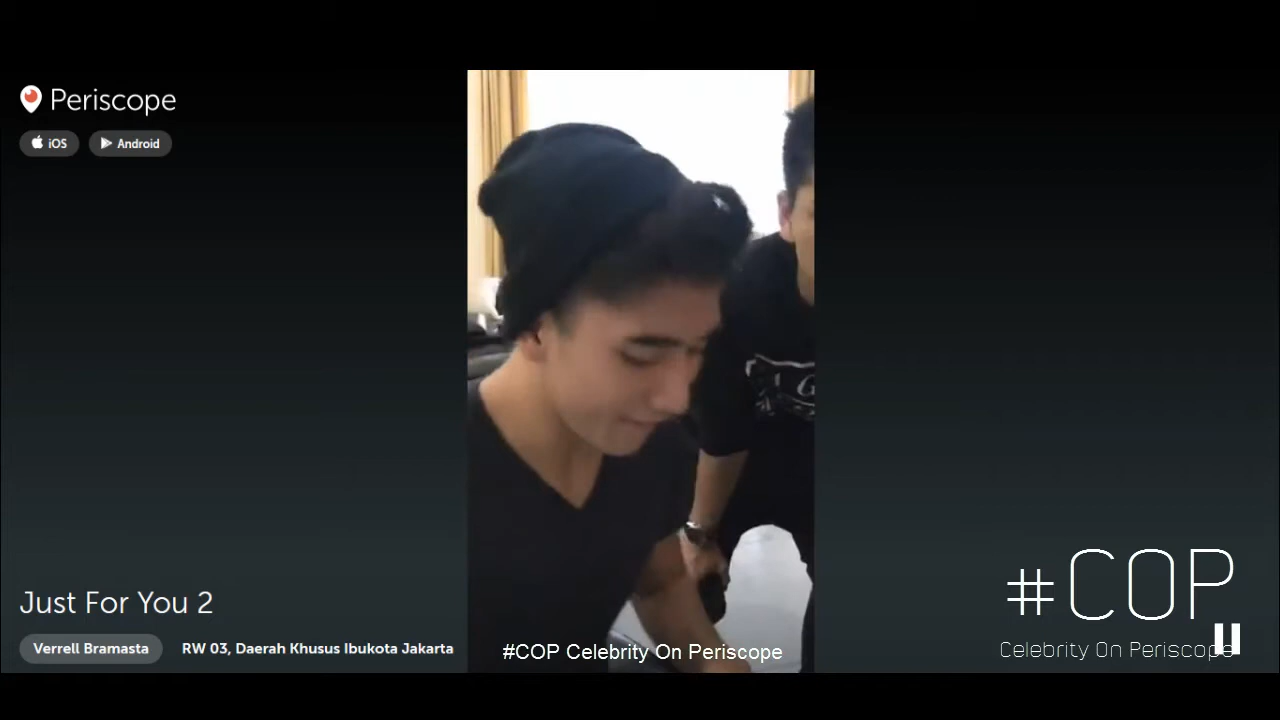 Periscope
iOS
Android
Just For You 2
Verrell Bramasta
RW 03, Daerah Khusus Ibukota Jakarta
#COP Celebrity On Periscope
#COP
Celebrity On Periscope